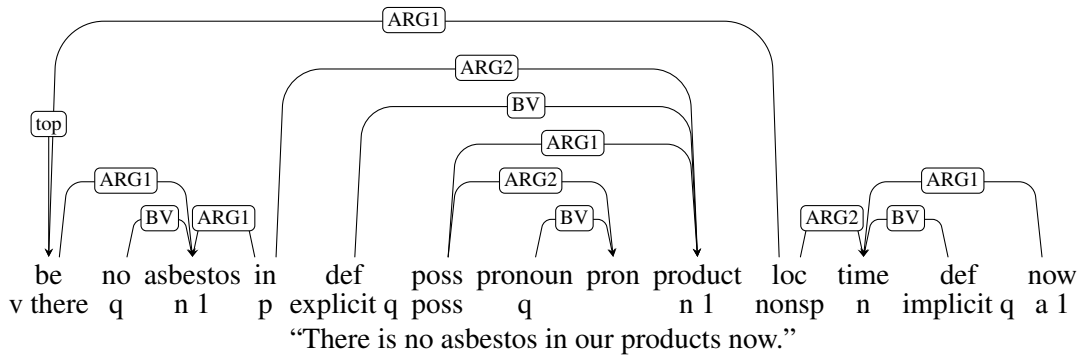 ARG1
ARG2
BV
top
ARG1
ARG1 ARG2 ARG1
BV ARG1 BV ARG2 BV
be no asbestos in def poss pronoun pron product loc time def now
v there q n 1 p explicit q poss q n 1 nonsp n implicit q a 1
“There is no asbestos in our products now.”